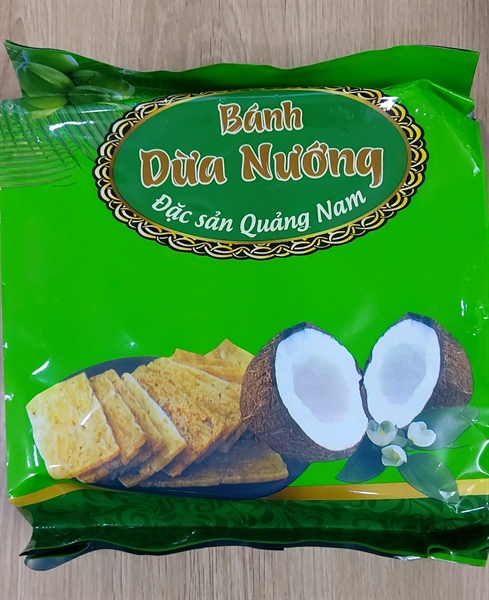 Bánh
Dừa Nướng
Đặc sản Quảng Nam